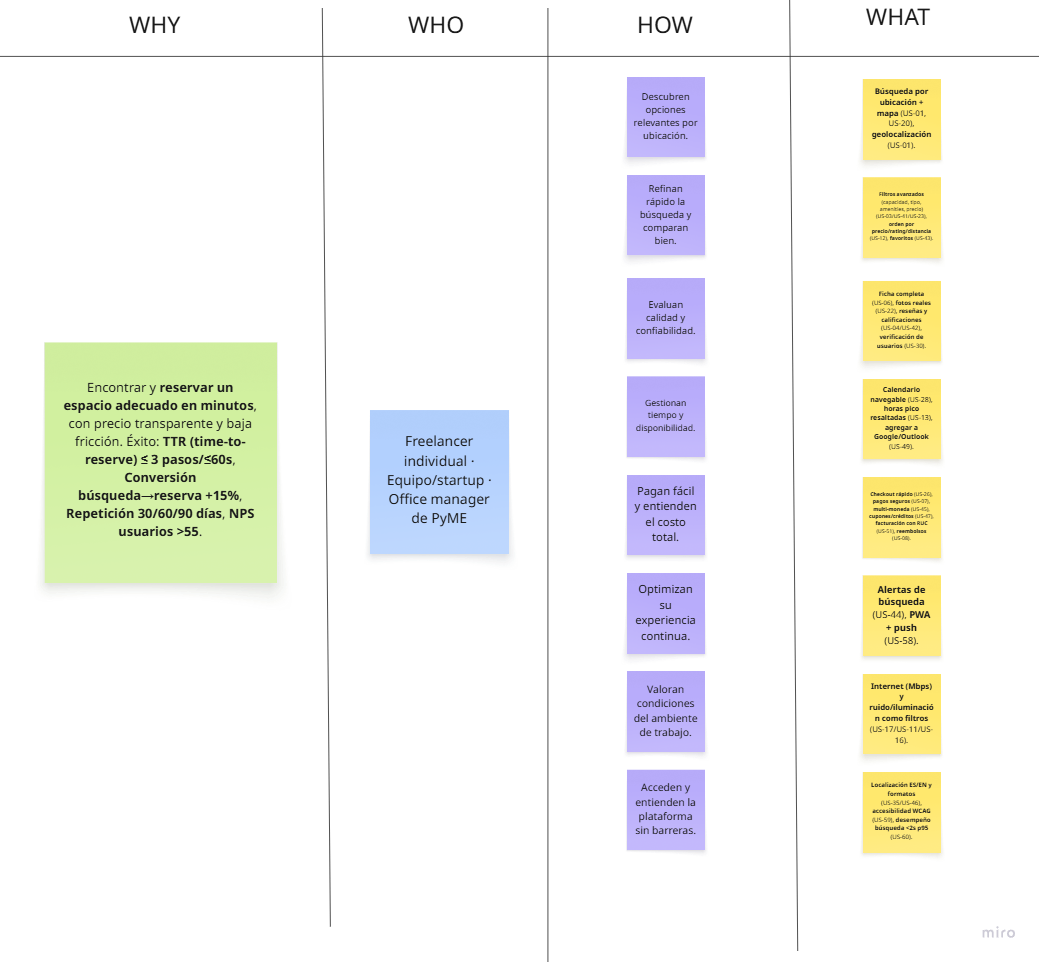 WHY
WHO
HOW
WHAT
Encontrar y reservar un
espacio adecuado en minutos,
con precio transparente y baja
fricción. Éxito: TTR (time-to-
reserve) ≤ 3 pasos/≤60s,
Conversión
búsqueda→reserva +15%,
Repetición 30/60/90 días, NPS
usuarios >55.
Freelancer
individual ·
Equipo/startup ·
Office manager
de PyME
Descubren
opciones
relevantes por
ubicación.
Búsqueda por
ubicación +
mapa (US-01,
US-20),
geolocalización
(US-01).
Refinan
rápido la
búsqueda y
comparan
bien.
Filtros avanzados
(capacidad, tipo,
amenities, precio)
(US-03/US-41/US-23),
orden por
precio/rating/distancia
(US-12), favoritos (US-43).
Evaluan
calidad y
confiabilidad.
Ficha completa
(US-06), fotos reales
(US-22), reseñas y
calificaciones
(US-04/US-42),
verificación de
usuarios (US-30).
Gestionan
tiempo y
disponibilidad.
Calendario
navegable (US-28),
horas pico
resaltadas (US-13),
agregar a
Google/Outlook
(US-49).
Pagan fácil
y entienden
el costo
total.
Checkout rápido (US-26),
pagos seguros (US-07),
multi-moneda (US-45),
cupones/créditos (US-47),
facturación con RUC
(US-51), reembolsos
(US-08).
Optimizan
su
experiencia
continua.
Alertas de
búsqueda
(US-44), PWA
+ push
(US-58).
Valoran
condiciones
del ambiente
de trabajo.
Internet (Mbps)
y
ruido/iluminació
n como filtros
(US-17/US-11/US-
16).
Acceden y
entienden la
plataforma
sin barreras.
Localización ES/EN y
formatos
(US-35/US-46),
accesibilidad WCAG
(US-59), desempeño
búsqueda <2s p95
(US-60).
miro